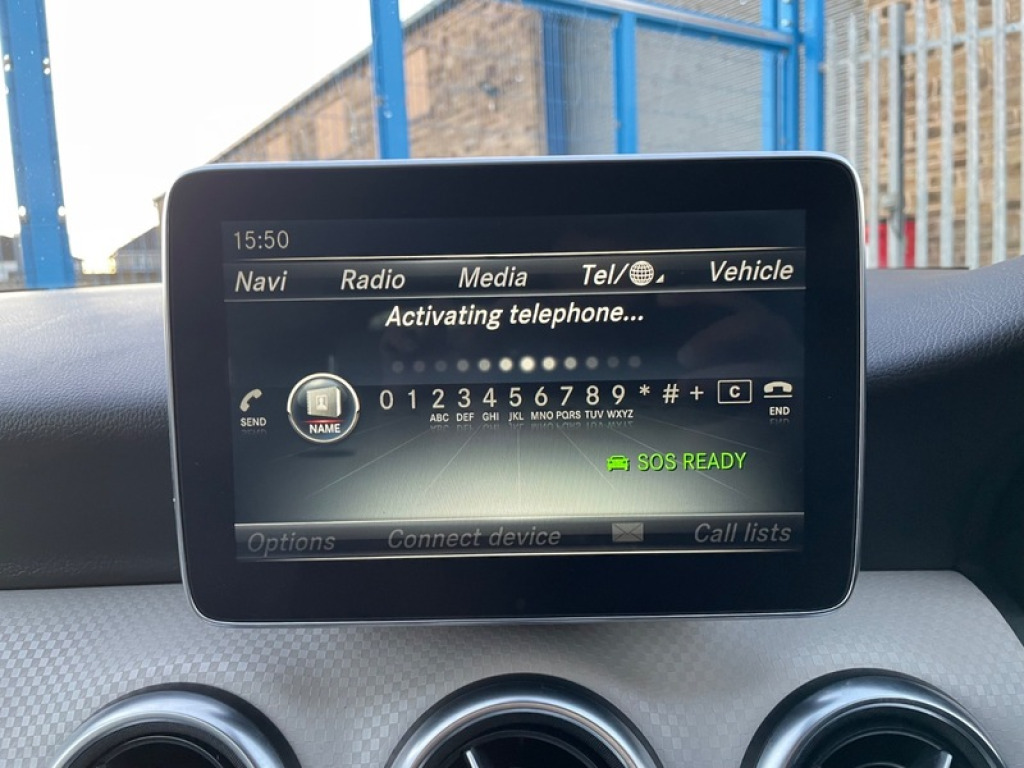 15:50
Navi Radio Media Tel/ Vehicle
Activating telephone...
0 1 2 3 4 5 6 7 8 9 * # + C
ABC DEF GHI JKL MNO PQRS TUV WXYZ
SEND NAME END
SOS READY
Options Connect device Call lists